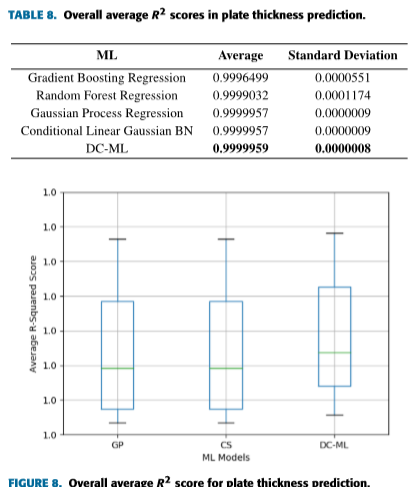 TABLE 8. Overall average R² scores in plate thickness prediction.
ML Average Standard Deviation
Gradient Boosting Regression 0.9996499 0.0000551
Random Forest Regression 0.9999032 0.0001174
Gaussian Process Regression 0.9999957 0.0000009
Conditional Linear Gaussian BN 0.9999957 0.0000009
DC-ML 0.9999959 0.0000008
1.0
1.0
1.0
1.0
1.0
1.0
1.0
1.0
Average R-Squared Score
GP CS DC-ML
ML Models
FIGURE 8. Overall average R² score for plate thickness prediction.